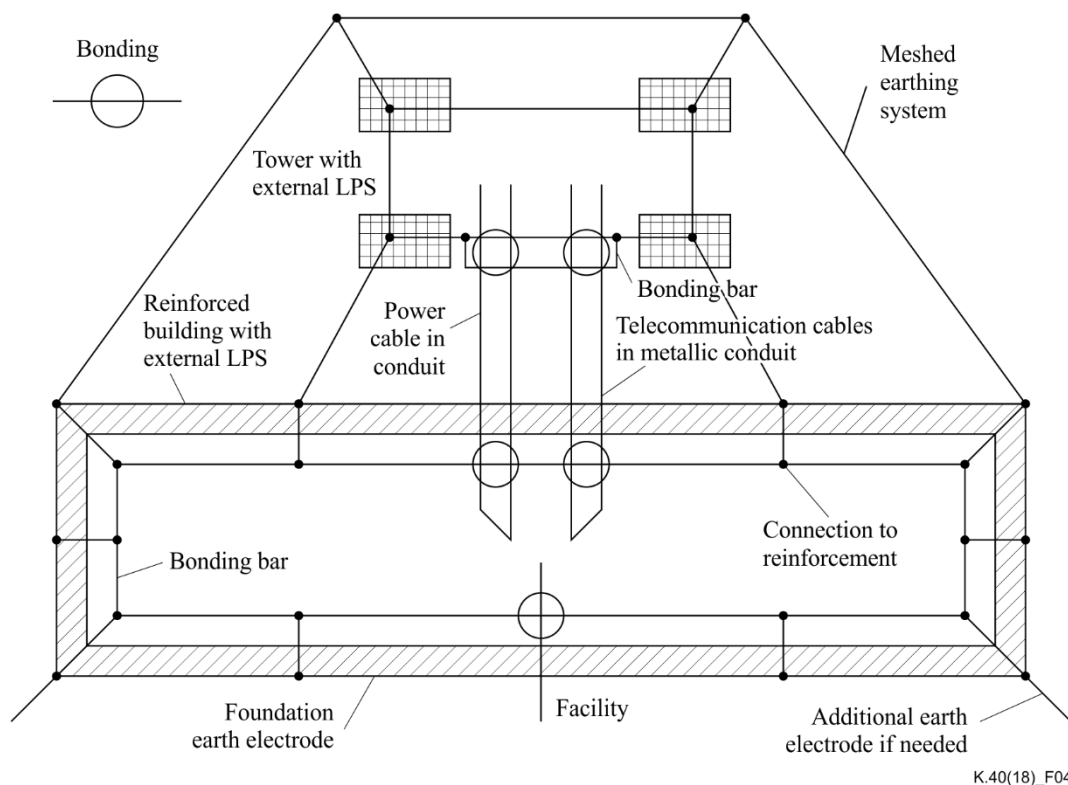 Bonding
Meshed
earthing
system
Tower with
external LPS
Bonding bar
Reinforced
building with
external LPS
Power
cable in
conduit
Telecommunication cables
in metallic conduit
Bonding bar
Connection to
reinforcement
Foundation
earth electrode
Facility
Additional earth
electrode if needed
K.40(18)_F04